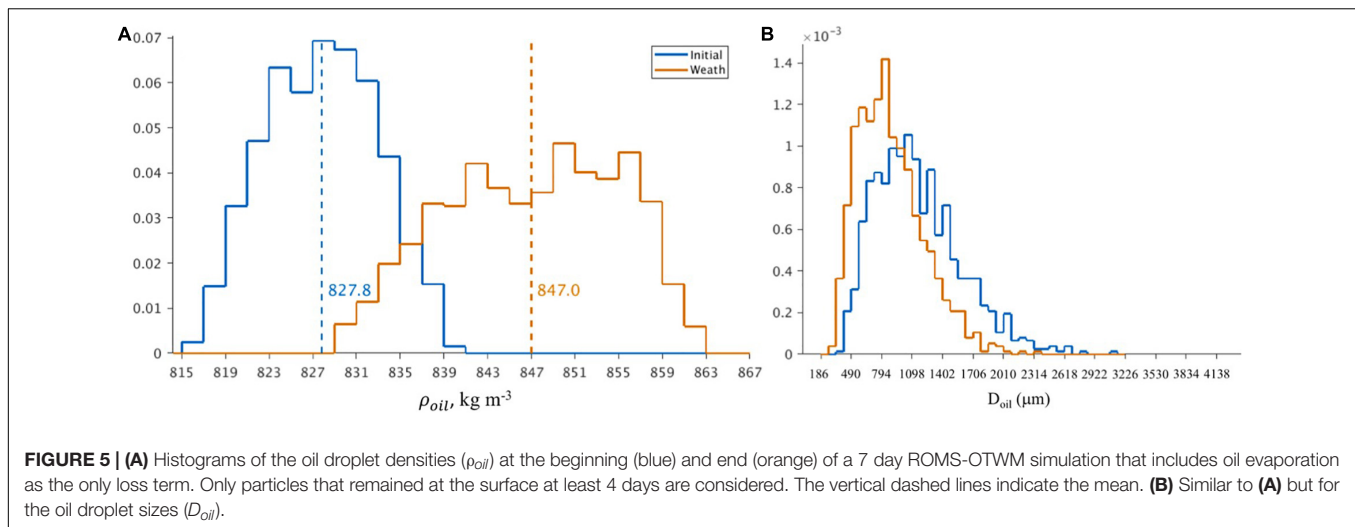 A
0.07
0.06
0.05
0.04
0.03
0.02
0.01
0
Initial
Weath
827.8
847.0
815 819 823 827 831 835 839 843 847 851 855 859 863 867
ρoil, kg m-3
B
×10-3
1.4
1.2
1
0.8
0.6
0.4
0.2
0
186 490 794 1098 1402 1706 2010 2314 2618 2922 3226 3530 3834 4138
Doil (μm)
FIGURE 5 | (A) Histograms of the oil droplet densities (ρoil) at the beginning (blue) and end (orange) of a 7 day ROMS-OTWM simulation that includes oil evaporation
as the only loss term. Only particles that remained at the surface at least 4 days are considered. The vertical dashed lines indicate the mean. (B) Similar to (A) but for
the oil droplet sizes (Doil).